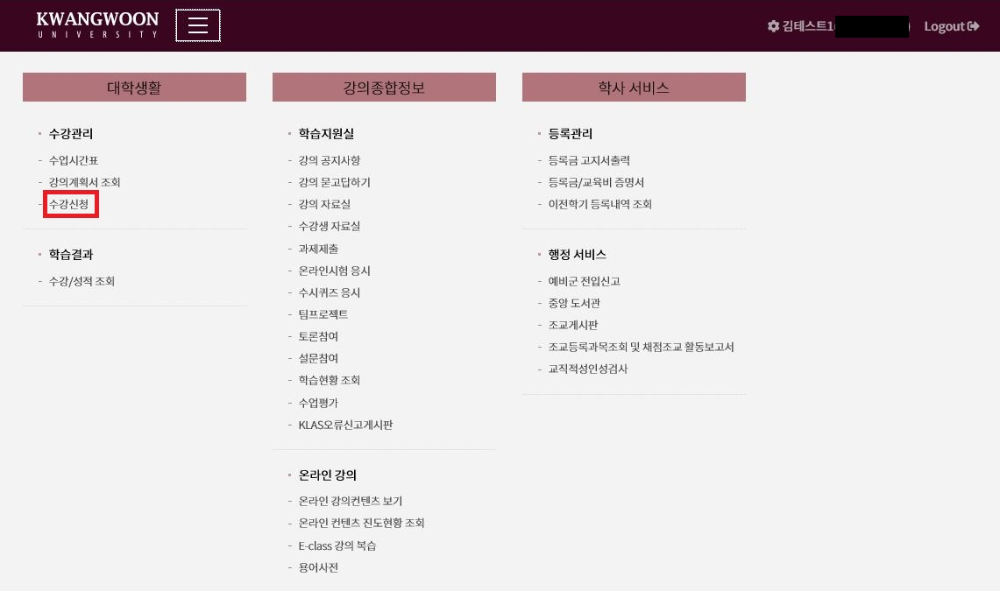 KWANGWOON
UNIVERSITY
김테스트1( )
Logout
대학생활
수강관리
- 수업시간표
- 강의계획서 조회
- 수강신청
학습결과
- 수강/성적 조회
강의종합정보
학습지원실
- 강의 공지사항
- 강의 묻고답하기
- 강의 자료실
- 수강생 자료실
- 과제제출
- 온라인시험 응시
- 수시퀴즈 응시
- 팀프로젝트
- 토론참여
- 설문참여
- 학습현황 조회
- 수업평가
- KLAS오류신고게시판
온라인 강의
- 온라인 강의컨텐츠 보기
- 온라인 컨텐츠 진도현황 조회
- E-class 강의 복습
- 용어사전
학사 서비스
등록관리
- 등록금 고지서출력
- 등록금/교육비 증명서
- 이전학기 등록내역 조회
행정 서비스
- 예비군 전입신고
- 중앙 도서관
- 조교게시판
- 조교등록과목조회 및 채점조교 활동보고서
- 교직적성인성검사